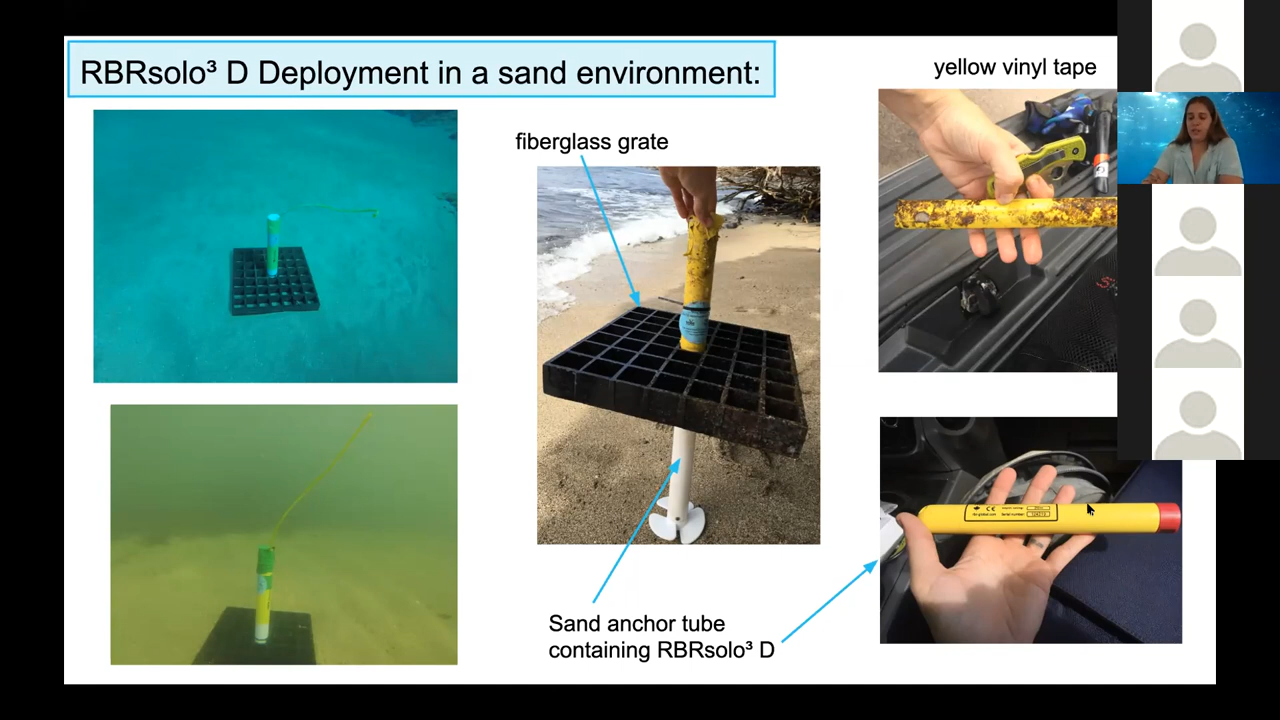 RBRsolo³ D Deployment in a sand environment:
yellow vinyl tape
fiberglass grate
Sand anchor tube
containing RBRsolo³ D